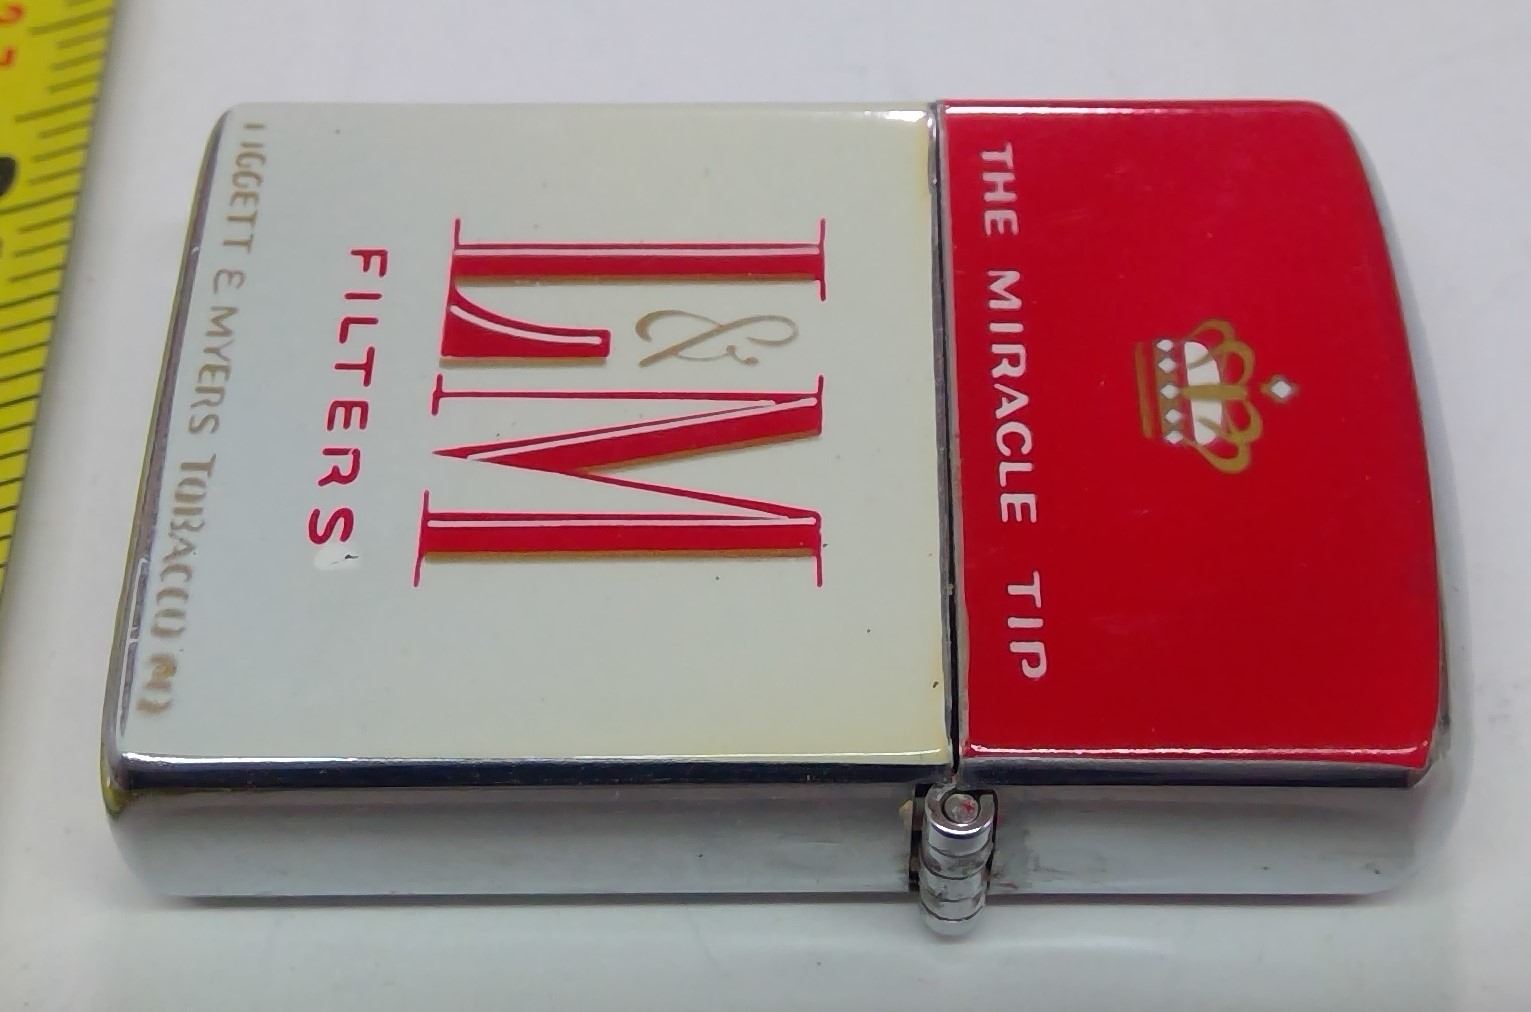 THE MIRACLE TIP
L&M
FILTERS
LIGGETT & MYERS TOBACCO